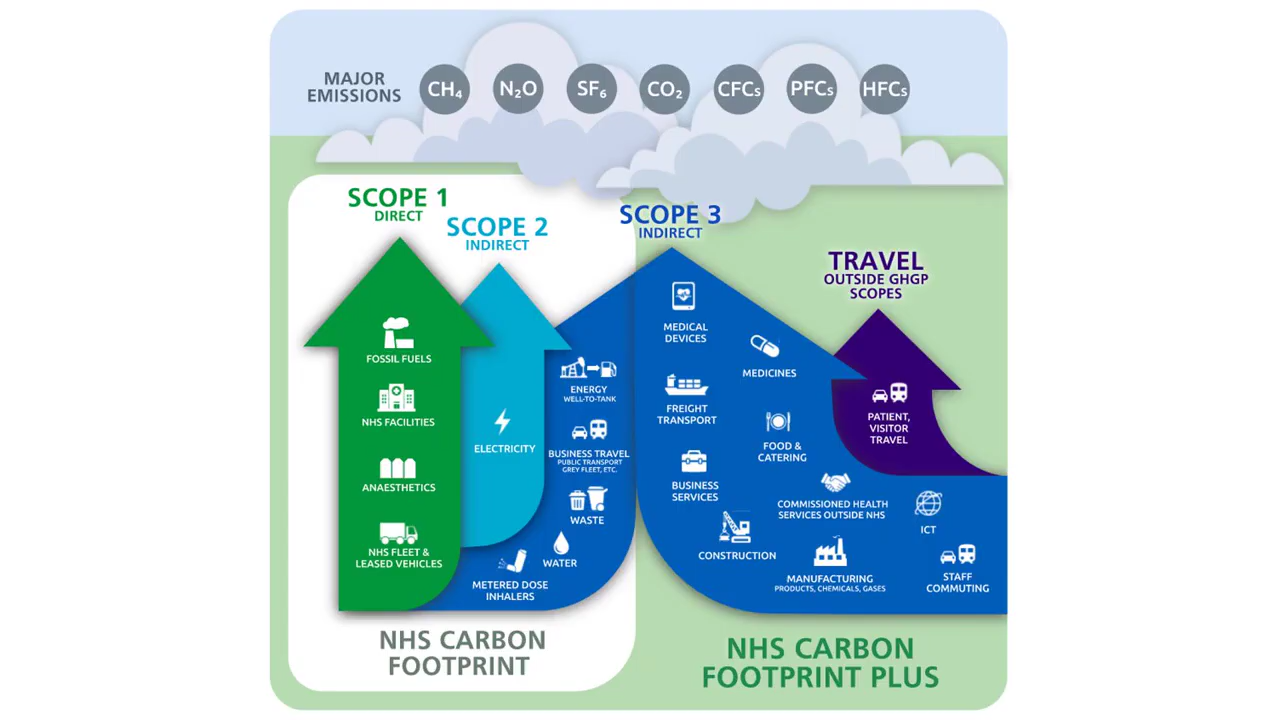 MAJOR
EMISSIONS
CH₄
N₂O
SF₆
CO₂
CFCs
PFCs
HFCs
SCOPE 1
DIRECT
SCOPE 2
INDIRECT
SCOPE 3
INDIRECT
TRAVEL
OUTSIDE GHGP
SCOPES
FOSSIL FUELS
NHS FACILITIES
ANAESTHETICS
NHS FLEET &
LEASED VEHICLES
ELECTRICITY
ENERGY
WELL-TO-TANK
BUSINESS TRAVEL
PUBLIC TRANSPORT
GREY FLEET, ETC.
WASTE
WATER
METERED DOSE
INHALERS
MEDICAL
DEVICES
MEDICINES
FREIGHT
TRANSPORT
FOOD &
CATERING
BUSINESS
SERVICES
COMMISSIONED HEALTH
SERVICES OUTSIDE NHS
CONSTRUCTION
MANUFACTURING
PRODUCTS, CHEMICALS, GASES
ICT
STAFF
COMMUTING
PATIENT,
VISITOR
TRAVEL
NHS CARBON
FOOTPRINT
NHS CARBON
FOOTPRINT PLUS